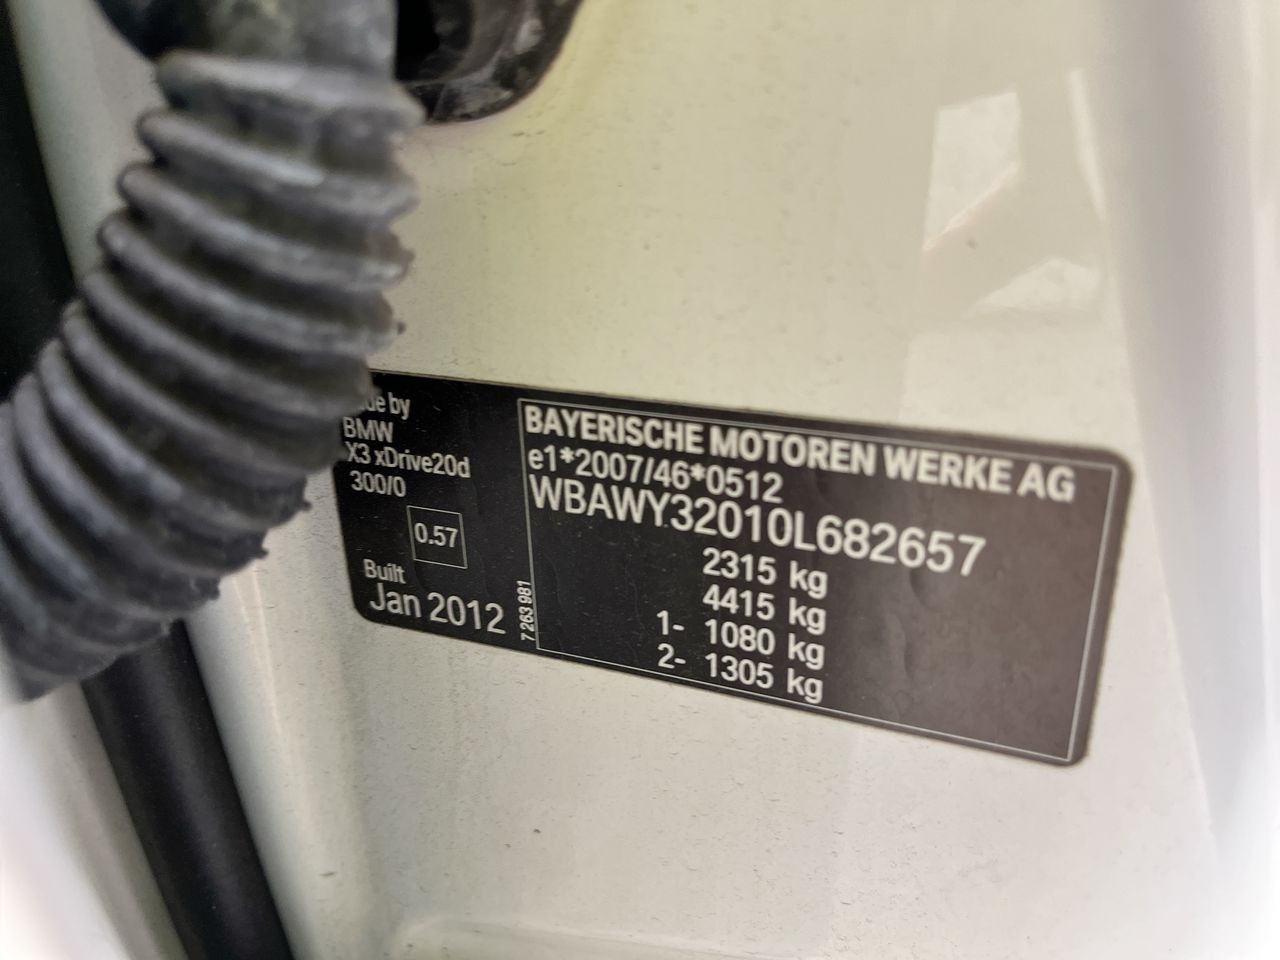 by
BMW
X3 xDrive20d
300/0
0.57
Built
Jan 2012
7 263 981
BAYERISCHE MOTOREN WERKE AG
e1*2007/46*0512
WBAWY32010L682657
2315 kg
4415 kg
1- 1080 kg
2- 1305 kg